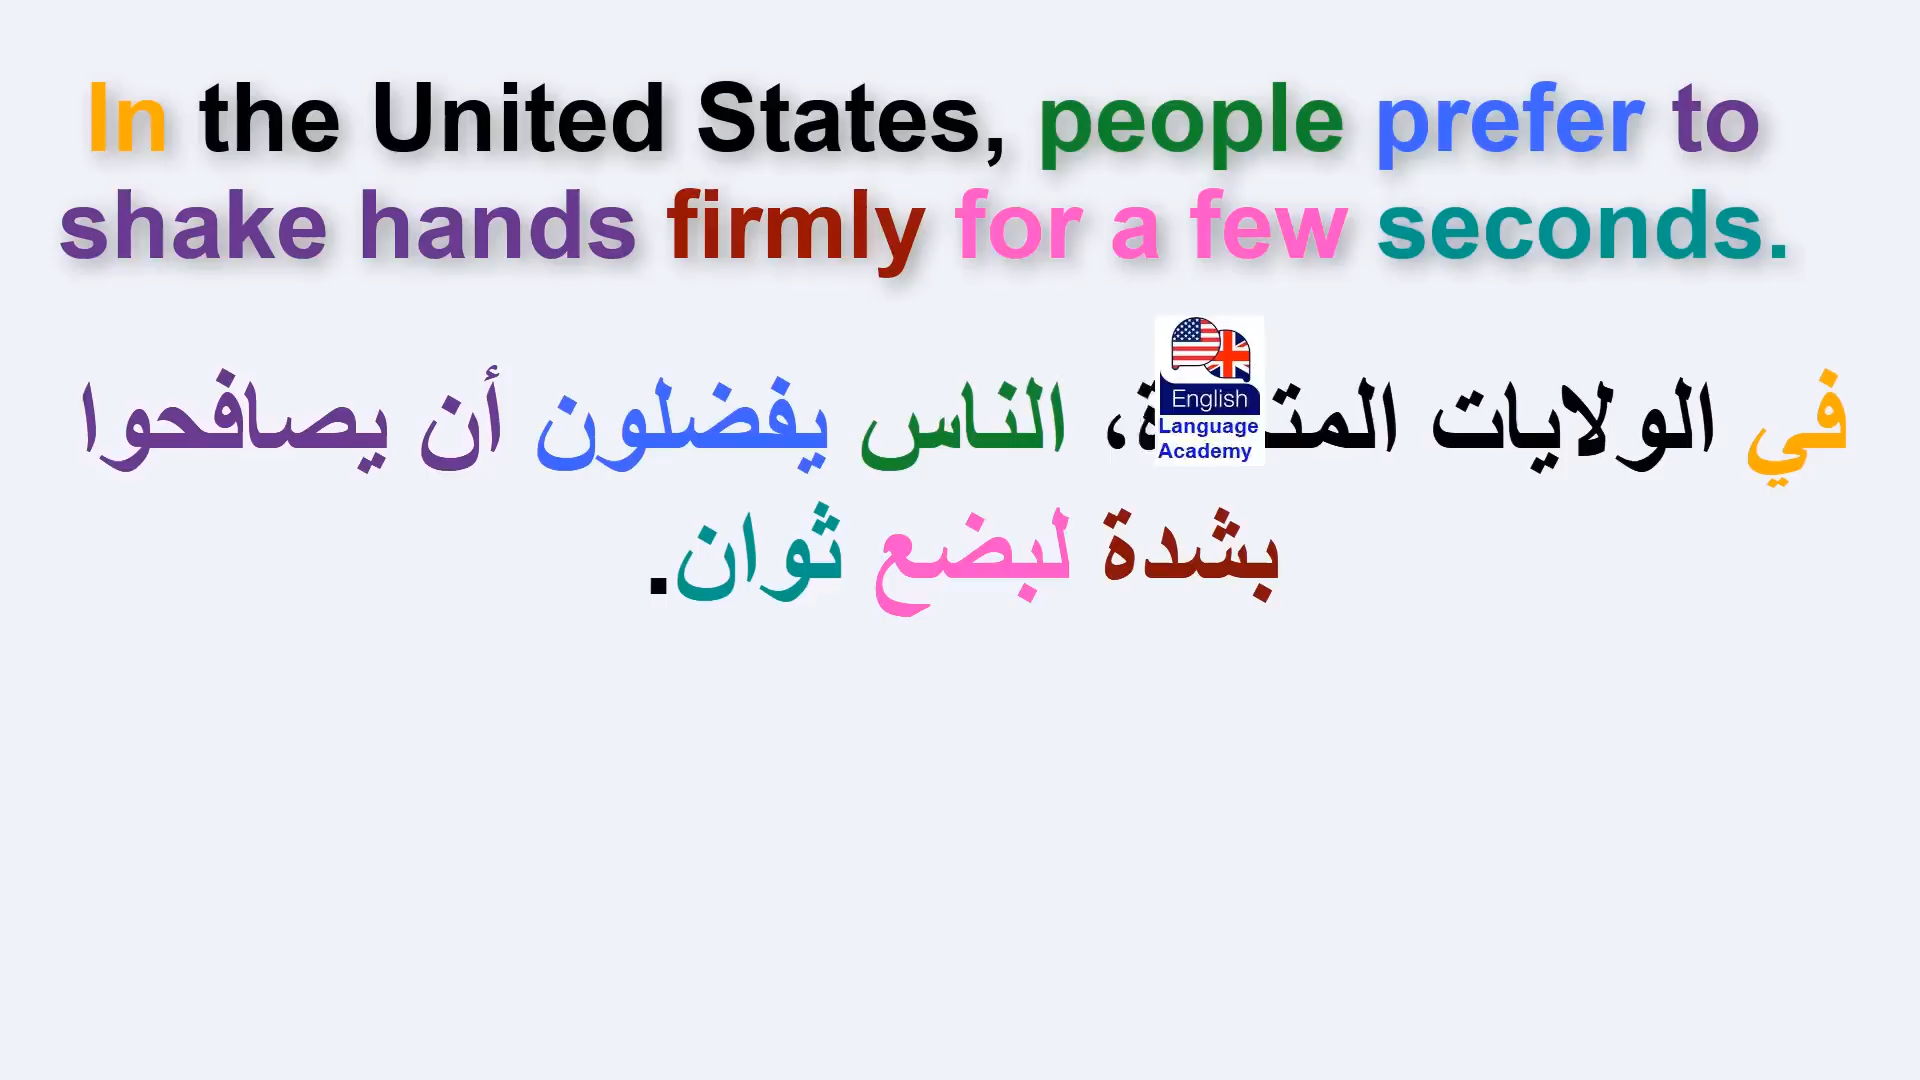 In the United States, people prefer to
shake hands firmly for a few seconds.
في الولايات ، الناس يفضلون أن يصافحوا
English
Language
Academy
بشدة لبضع ثوان.